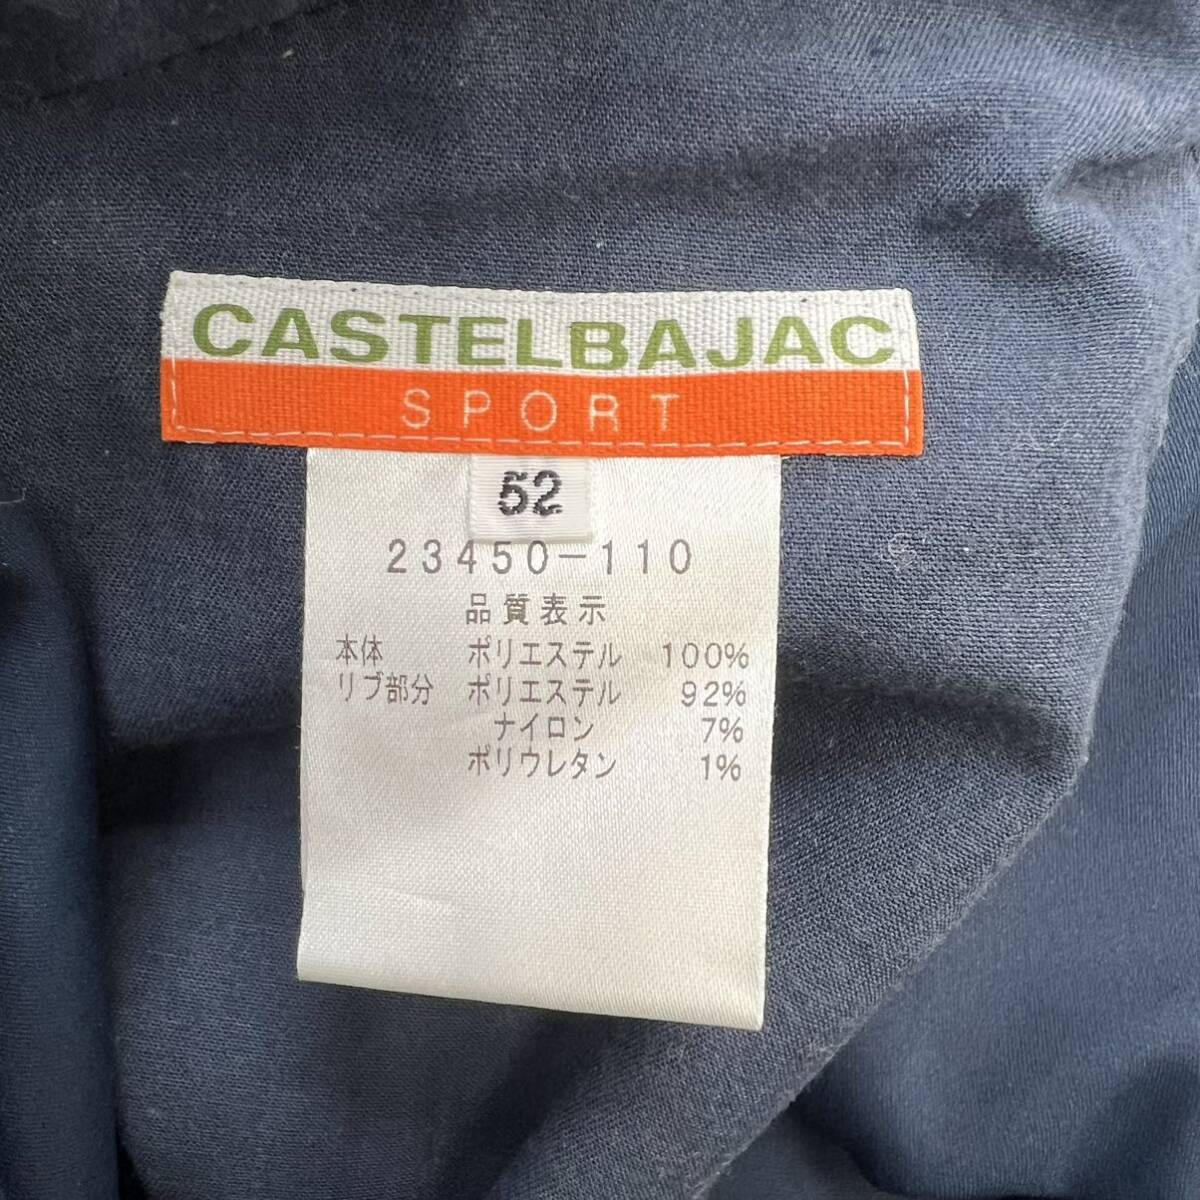 CASTELBAJAC
SPORT
52
23450-110
品質表示
本体 ポリエステル 100%
リブ部分 ポリエステル 92%
ナイロン 7%
ポリウレタン 1%